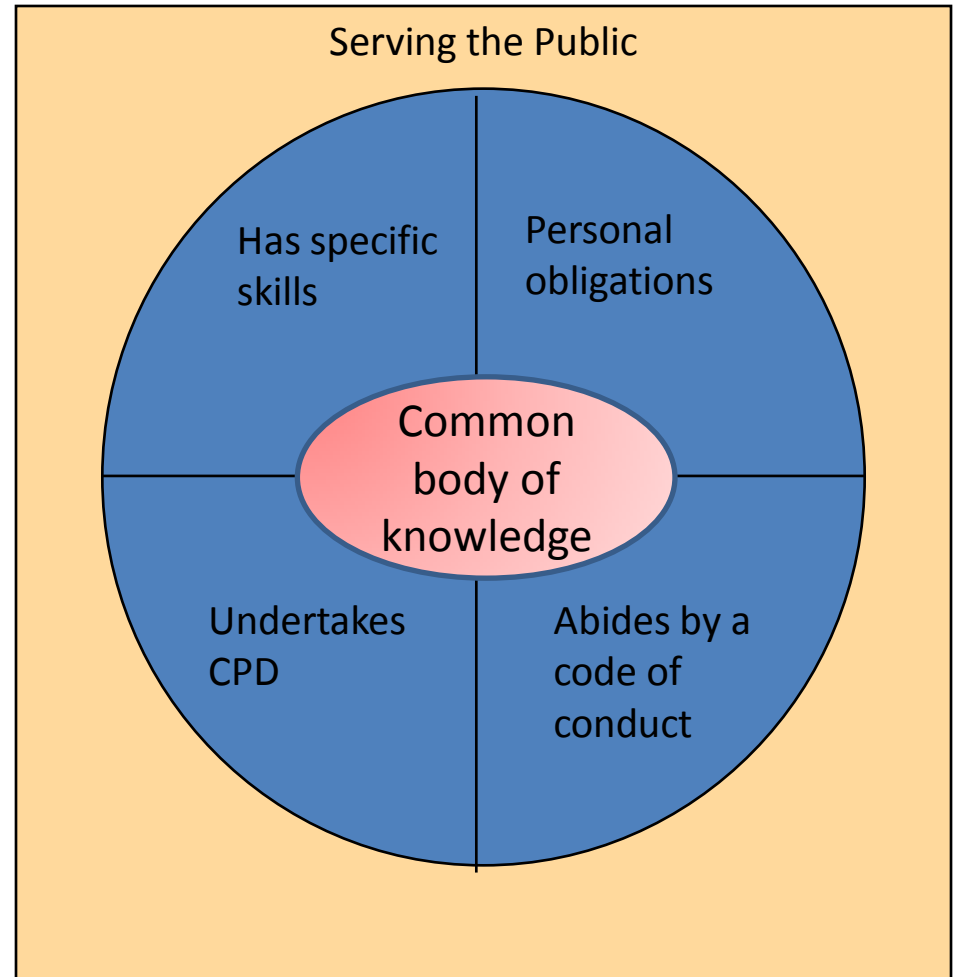 Serving the Public
Has specific
skills
Personal
obligations
Common
body of
knowledge
Undertakes
CPD
Abides by a
code of
conduct